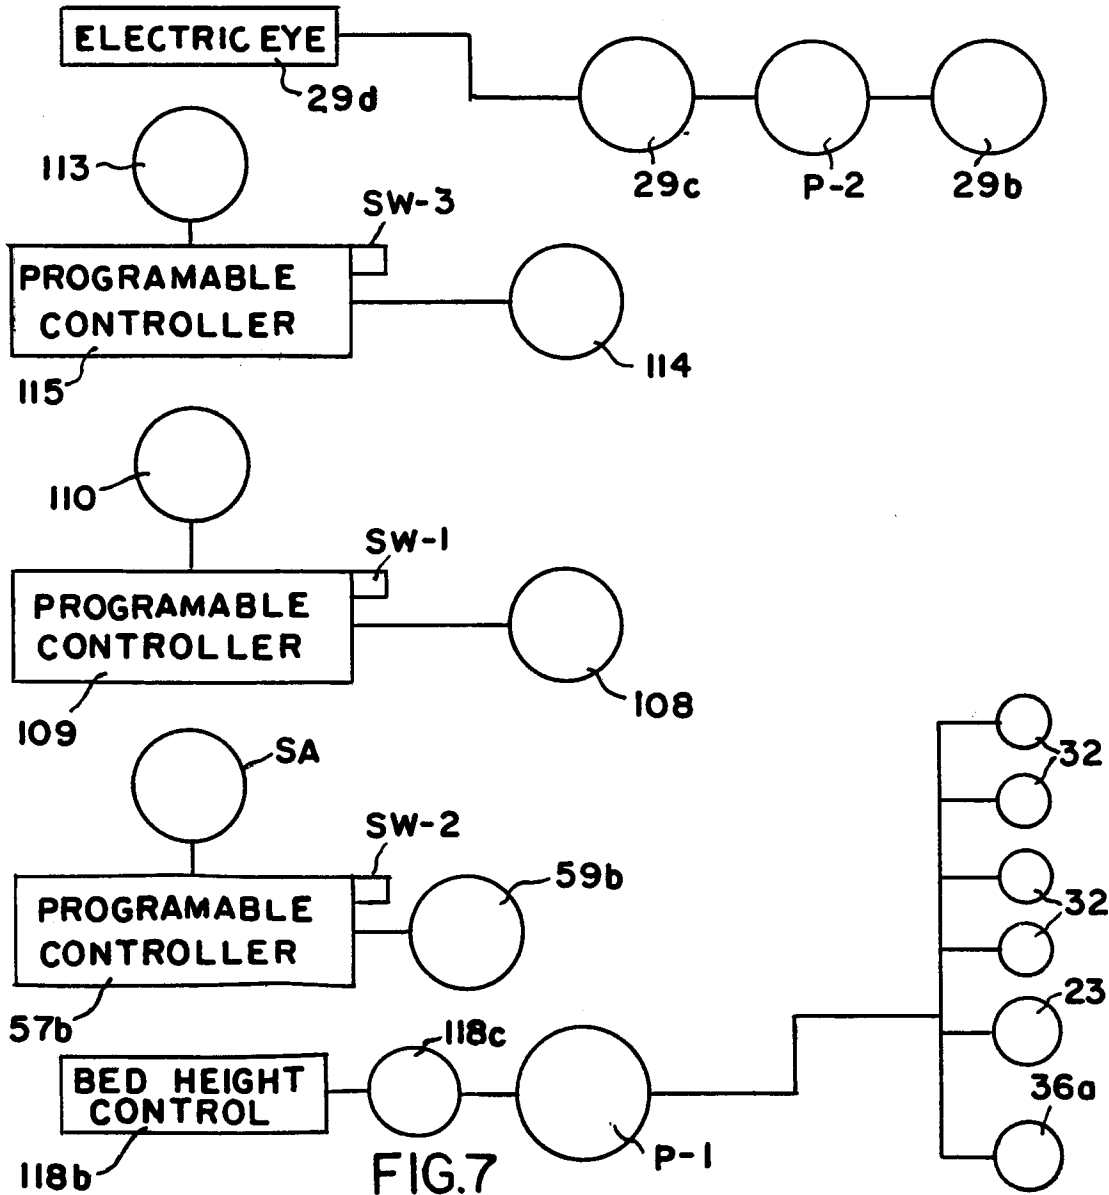 ELECTRIC EYE
29d
29c
P-2
29b
113
SW-3
PROGRAMABLE
CONTROLLER
115
114
110
SW-1
PROGRAMABLE
CONTROLLER
109
108
SA
SW-2
59b
PROGRAMABLE
CONTROLLER
57b
32
32
23
36a
118c
BED HEIGHT
CONTROL
118b
P-1
FIG.7